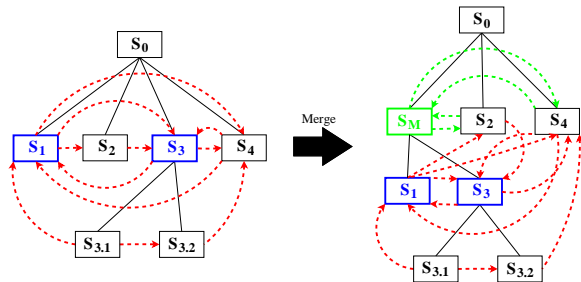 S0
S1 S2 S3 S4
S3.1 S3.2
Merge
S0
SM S2 S4
S1 S3
S3.1 S3.2